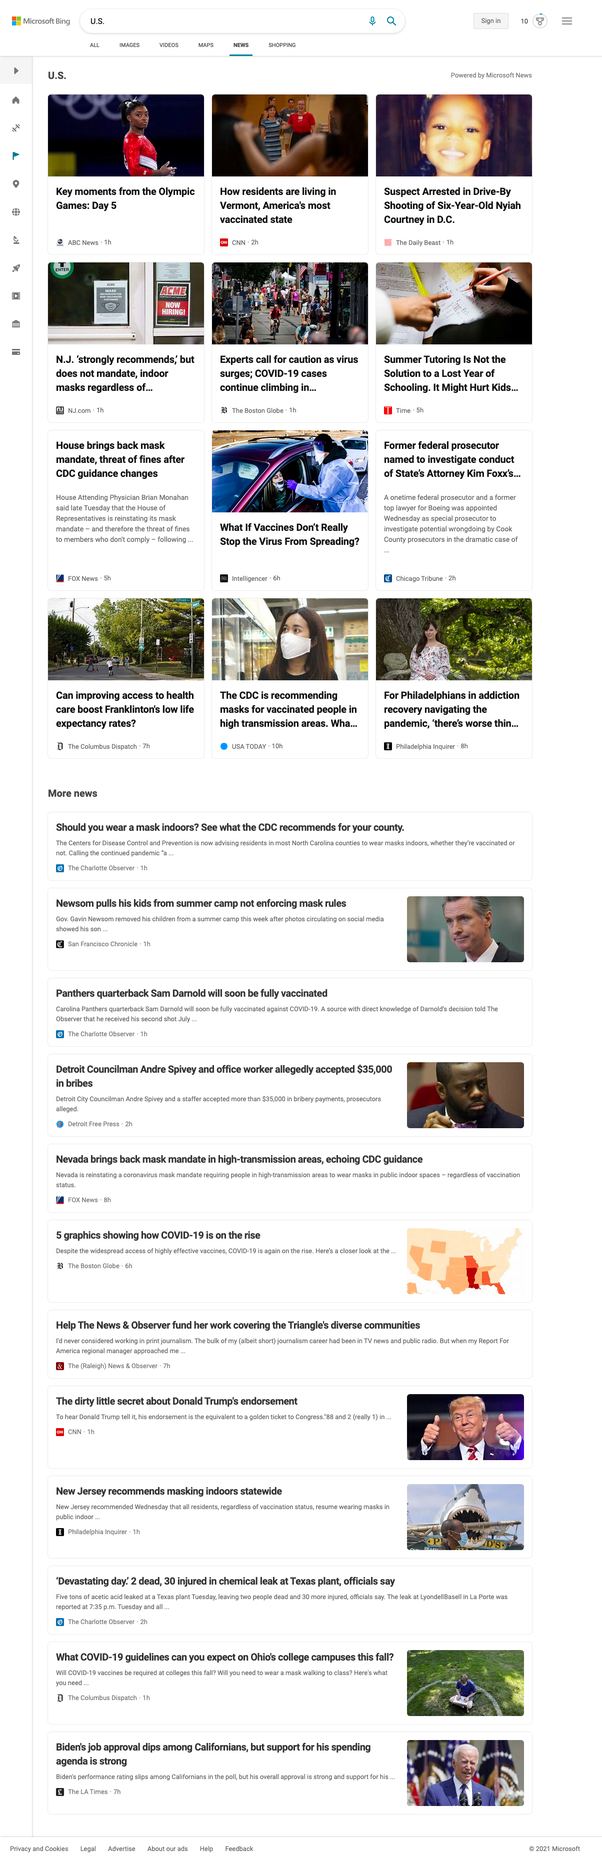 Microsoft Bing
U.S.
Sign in
10
ALL
IMAGES
VIDEOS
MAPS
NEWS
SHOPPING
U.S.
Powered by Microsoft News
Key moments from the Olympic
Games: Day 5
ABC News · 1h
How residents are living in
Vermont, America's most
vaccinated state
CNN · 2h
Suspect Arrested in Drive-By
Shooting of Six-Year-Old Nyiah
Courtney in D.C.
The Daily Beast · 1h
ENTER
ACME
ACME
NOW
HIRING!
N.J. ‘strongly recommends,’ but
does not mandate, indoor
masks regardless of...
NJ.com · 1h
Experts call for caution as virus
surges; COVID-19 cases
continue climbing in...
The Boston Globe · 1h
Summer Tutoring Is Not the
Solution to a Lost Year of
Schooling. It Might Hurt Kids...
Time · 5h
House brings back mask
mandate, threat of fines after
CDC guidance changes
House Attending Physician Brian Monahan
said late Tuesday that the House of
Representatives is reinstating its mask
mandate – and therefore the threat of fines
to members who don’t comply – following ...
FOX News · 5h
What If Vaccines Don’t Really
Stop the Virus From Spreading?
Intelligencer · 6h
Former federal prosecutor
named to investigate conduct
of State’s Attorney Kim Foxx’s...
A onetime federal prosecutor and a former
top lawyer for Boeing was appointed
Wednesday as special prosecutor to
investigate potential wrongdoing by Cook
County prosecutors in the dramatic case of
...
Chicago Tribune · 2h
Can improving access to health
care boost Franklinton's low life
expectancy rates?
The Columbus Dispatch · 7h
The CDC is recommending
masks for vaccinated people in
high transmission areas. Wha...
USA TODAY · 10h
For Philadelphians in addiction
recovery navigating the
pandemic, ‘there’s worse thin...
Philadelphia Inquirer · 8h
More news
Should you wear a mask indoors? See what the CDC recommends for your county.
The Centers for Disease Control and Prevention is now advising residents in most North Carolina counties to wear masks indoors, whether they’re vaccinated or
not. Calling the continued pandemic “a ...
The Charlotte Observer · 1h
Newsom pulls his kids from summer camp not enforcing mask rules
Gov. Gavin Newsom removed his children from a summer camp this week after photos circulating on social media
showed his son ...
San Francisco Chronicle · 1h
Panthers quarterback Sam Darnold will soon be fully vaccinated
Carolina Panthers quarterback Sam Darnold will soon be fully vaccinated against COVID-19. A source with direct knowledge of Darnold’s decision told The
Observer that he received his second shot July ...
The Charlotte Observer · 1h
Detroit Councilman Andre Spivey and office worker allegedly accepted $35,000
in bribes
Detroit City Councilman Andre Spivey and a staffer accepted more than $35,000 in bribery payments, prosecutors
alleged.
Detroit Free Press · 2h
Nevada brings back mask mandate in high-transmission areas, echoing CDC guidance
Nevada is reinstating a coronavirus mask mandate requiring people in high-transmission areas to wear masks in public indoor spaces – regardless of vaccination
status.
FOX News · 8h
5 graphics showing how COVID-19 is on the rise
Despite the widespread access of highly effective vaccines, COVID-19 is again on the rise. Here’s a closer look at the ...
The Boston Globe · 6h
Help The News & Observer fund her work covering the Triangle’s diverse communities
I’d never considered working in print journalism. The bulk of my (albeit short) journalism career had been in TV news and public radio. But when my Report For
America regional manager approached me ...
The (Raleigh) News & Observer · 7h
The dirty little secret about Donald Trump's endorsement
To hear Donald Trump tell it, his endorsement is the equivalent to a golden ticket to Congress."88 and 2 (really 1) in ...
CNN · 1h
New Jersey recommends masking indoors statewide
New Jersey recommended Wednesday that all residents, regardless of vaccination status, resume wearing masks in
public indoor ...
Philadelphia Inquirer · 1h
‘Devastating day.’ 2 dead, 30 injured in chemical leak at Texas plant, officials say
Five tons of acetic acid leaked at a Texas plant Tuesday, leaving two people dead and 30 more injured, officials say. The leak at LyondellBasell in La Porte was
reported at 7:35 p.m. Tuesday and all ...
The Charlotte Observer · 2h
What COVID-19 guidelines can you expect on Ohio's college campuses this fall?
Will COVID-19 vaccines be required at colleges this fall? Will you need to wear a mask walking to class? Here's what
you need ...
The Columbus Dispatch · 1h
Biden's job approval dips among Californians, but support for his spending
agenda is strong
Biden's performance rating slips among Californians in the poll, but his overall approval is strong and support for his ...
The LA Times · 7h
Privacy and Cookies
Legal
Advertise
About our ads
Help
Feedback
© 2021 Microsoft